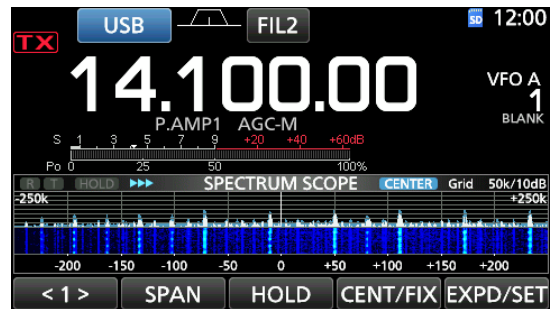 USB FIL2 SD 12:00
TX
14.100.00 VFO A
1
P.AMP1 AGC-M BLANK
S 1 3 5 7 9 +20 +40 +60dB
Po 0 25 50 100%
R T HOLD SPECTRUM SCOPE CENTER Grid 50k/10dB
-250k +250k
-200 -150 -100 -50 0 +50 +100 +150 +200
< 1 > SPAN HOLD CENT/FIX EXPD/SET